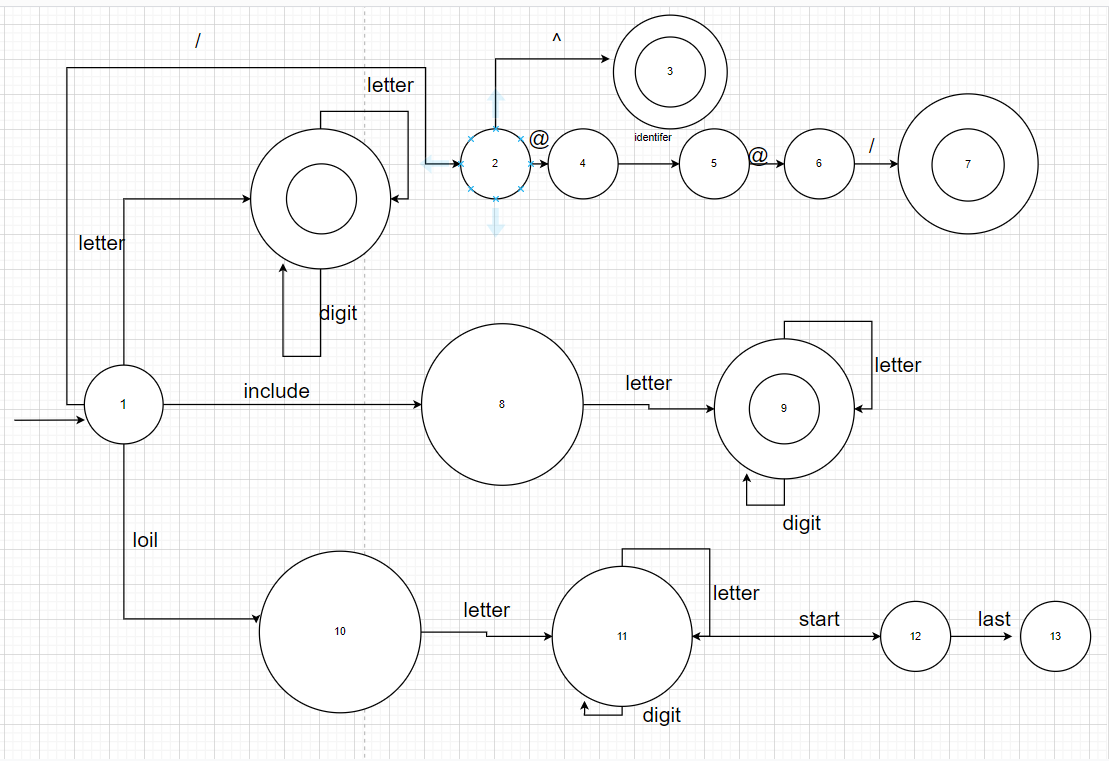 /
^
letter
3
@
identifer
2
4
5
@
6
/
7
letter
digit
1
include
8
letter
9
letter
digit
loil
10
letter
11
letter
start
12
last
13
digit